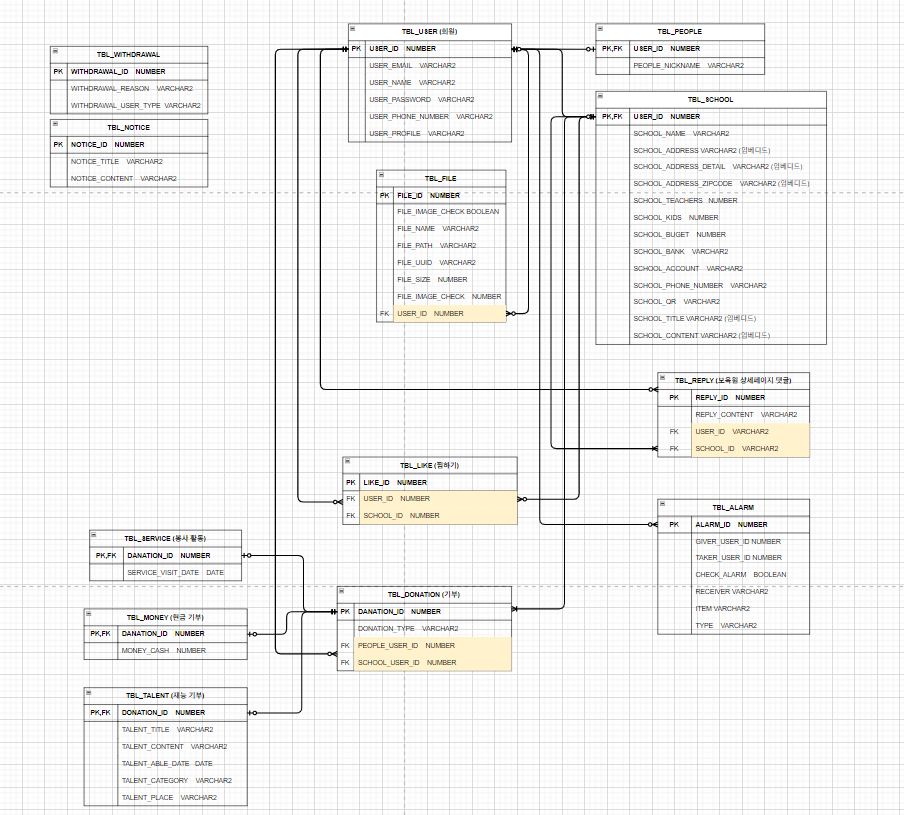 TBL_WITHDRAWAL
PK WITHDRAWAL_ID NUMBER
WITHDRAWAL_REASON VARCHAR2
WITHDRAWAL_USER_TYPE VARCHAR2
TBL_NOTICE
PK NOTICE_ID NUMBER
NOTICE_TITLE VARCHAR2
NOTICE_CONTENT VARCHAR2
TBL_USER (회원)
PK USER_ID NUMBER
USER_EMAIL VARCHAR2
USER_NAME VARCHAR2
USER_PASSWORD VARCHAR2
USER_PHONE_NUMBER VARCHAR2
USER_PROFILE VARCHAR2
TBL_PEOPLE
PK,FK USER_ID NUMBER
PEOPLE_NICKNAME VARCHAR2
TBL_SCHOOL
PK,FK USER_ID NUMBER
SCHOOL_NAME VARCHAR2
SCHOOL_ADDRESS VARCHAR2 (임베디드)
SCHOOL_ADDRESS_DETAIL VARCHAR2 (임베디드)
SCHOOL_ADDRESS_ZIPCODE VARCHAR2 (임베디드)
SCHOOL_TEACHERS NUMBER
SCHOOL_KIDS NUMBER
SCHOOL_BUGET NUMBER
SCHOOL_BANK VARCHAR2
SCHOOL_ACCOUNT VARCHAR2
SCHOOL_PHONE_NUMBER VARCHAR2
SCHOOL_QR VARCHAR2
SCHOOL_TITLE VARCHAR2 (임베디드)
SCHOOL_CONTENT VARCHAR2 (임베디드)
TBL_FILE
PK FILE_ID NUMBER
FILE_IMAGE_CHECK BOOLEAN
FILE_NAME VARCHAR2
FILE_PATH VARCHAR2
FILE_UUID VARCHAR2
FILE_SIZE NUMBER
FILE_IMAGE_CHECK NUMBER
FK USER_ID NUMBER
TBL_REPLY (보육원 상세페이지 댓글)
PK REPLY_ID NUMBER
REPLY_CONTENT VARCHAR2
FK USER_ID VARCHAR2
FK SCHOOL_ID VARCHAR2
TBL_LIKE (찜하기)
PK LIKE_ID NUMBER
FK USER_ID NUMBER
FK SCHOOL_ID NUMBER
TBL_ALARM
PK ALARM_ID NUMBER
GIVER_USER_ID NUMBER
TAKER_USER_ID NUMBER
CHECK_ALARM BOOLEAN
RECEIVER VARCHAR2
ITEM VARCHAR2
TYPE VARCHAR2
TBL_SERVICE (봉사 활동)
PK,FK DANATION_ID NUMBER
SERVICE_VISIT_DATE DATE
TBL_DONATION (기부)
PK DANATION_ID NUMBER
DONATION_TYPE VARCHAR2
FK PEOPLE_USER_ID NUMBER
FK SCHOOL_USER_ID NUMBER
TBL_MONEY (현금 기부)
PK,FK DANATION_ID NUMBER
MONEY_CASH NUMBER
TBL_TALENT (재능 기부)
PK,FK DONATION_ID NUMBER
TALENT_TITLE VARCHAR2
TALENT_CONTENT VARCHAR2
TALENT_ABLE_DATE DATE
TALENT_CATEGORY VARCHAR2
TALENT_PLACE VARCHAR2